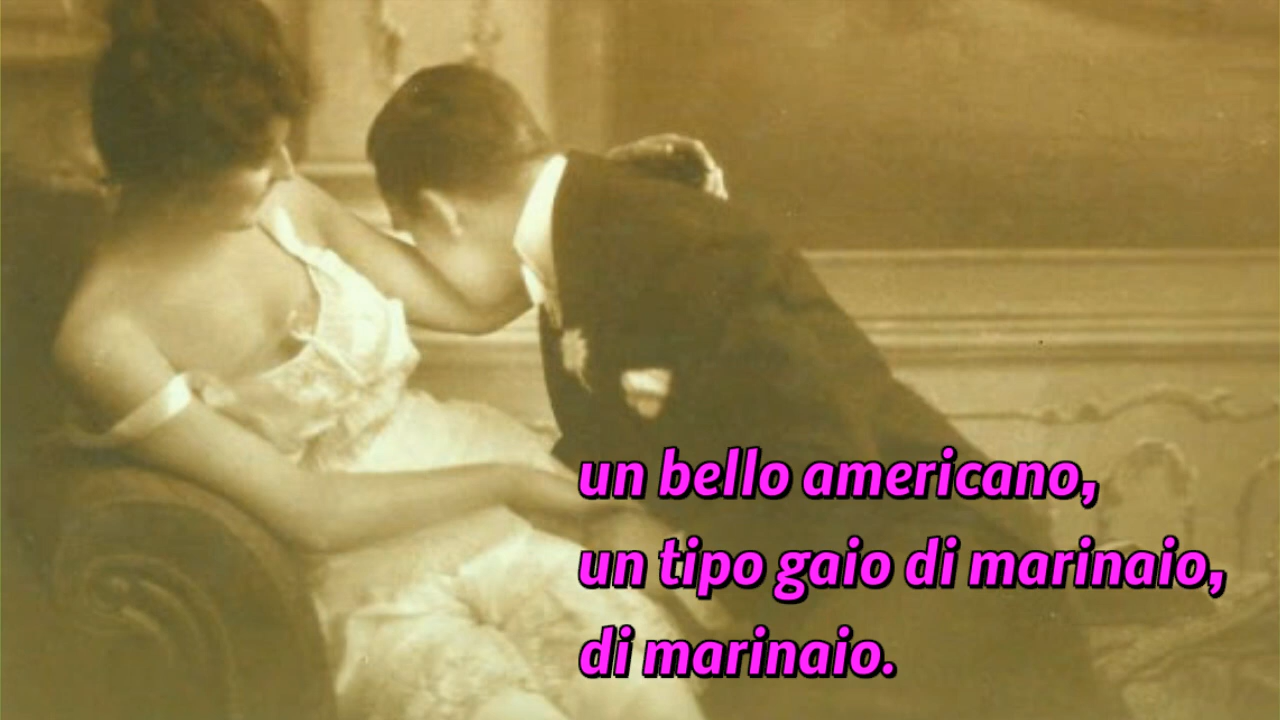 un bello americano,
un tipo gaio di marinaio,
di marinaio.